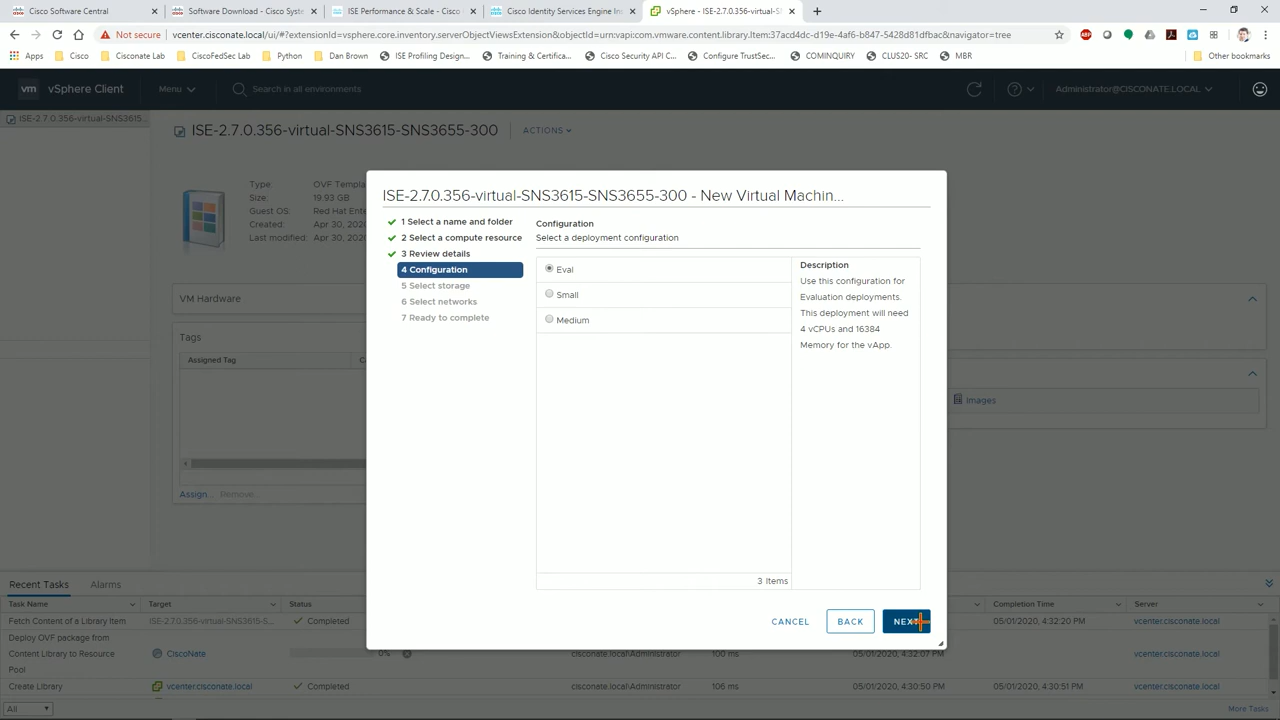 Cisco Software Central
Software Download - Cisco Syst
ISE Performance & Scale - Cisco
Cisco Identity Services Engine In
vSphere - ISE-2.7.0.356-virtual-S
Not secure
vcenter.cisconate.local/ui/#?extensionId=vsphere.core.inventory.serverObjectViewsExtension&objectId=urn:vapi:com.vmware.content.library.Item:37acd4dc-d19e-4af6-b847-5428d81dfbac&navigator=tree
Apps
Cisco
Cisconate Lab
CiscoFedSec Lab
Python
Dan Brown
ISE Profiling Design...
Training & Certificat...
Cisco Security API C...
Configure TrustSec...
COMINQUIRY
CLUS20- SRC
MBR
Other bookmarks
vm vSphere Client
Menu
Search in all environments
Administrator@CISCONATE.LOCAL
ISE-2.7.0.356-virtual-SNS3615...
ISE-2.7.0.356-virtual-SNS3615-SNS3655-300
ACTIONS
Type: OVF Templa
Size: 19.93 GB
Guest OS: Red Hat Ente
Created: Apr 30, 20
Last modified: Apr 30, 20
VM Hardware
Tags
Assigned Tag
C
Assign...
Remove...
Images
ISE-2.7.0.356-virtual-SNS3615-SNS3655-300 - New Virtual Machin...
1 Select a name and folder
2 Select a compute resource
3 Review details
4 Configuration
5 Select storage
6 Select networks
7 Ready to complete
Configuration
Select a deployment configuration
Eval
Small
Medium
3 Items
Description
Use this configuration for
Evaluation deployments.
This deployment will need
4 vCPUs and 16384
Memory for the vApp.
CANCEL
BACK
NEXT
Recent Tasks
Alarms
Task Name
Target
Status
Completion Time
Server
Fetch Content of a Library Item
ISE-2.7.0.356-virtual-SNS3615-S...
Completed
05/01/2020, 4:32:20 PM
vcenter.cisconate.local
Deploy OVF package from
Content Library to Resource
Pool
CiscoNate
0%
cisconate.local\Administrator
100 ms
05/01/2020, 4:32:07 PM
vcenter.cisconate.local
Create Library
vcenter.cisconate.local
Completed
cisconate.local\Administrator
106 ms
05/01/2020, 4:30:50 PM
05/01/2020, 4:30:51 PM
vcenter.cisconate.local
All
More Tasks